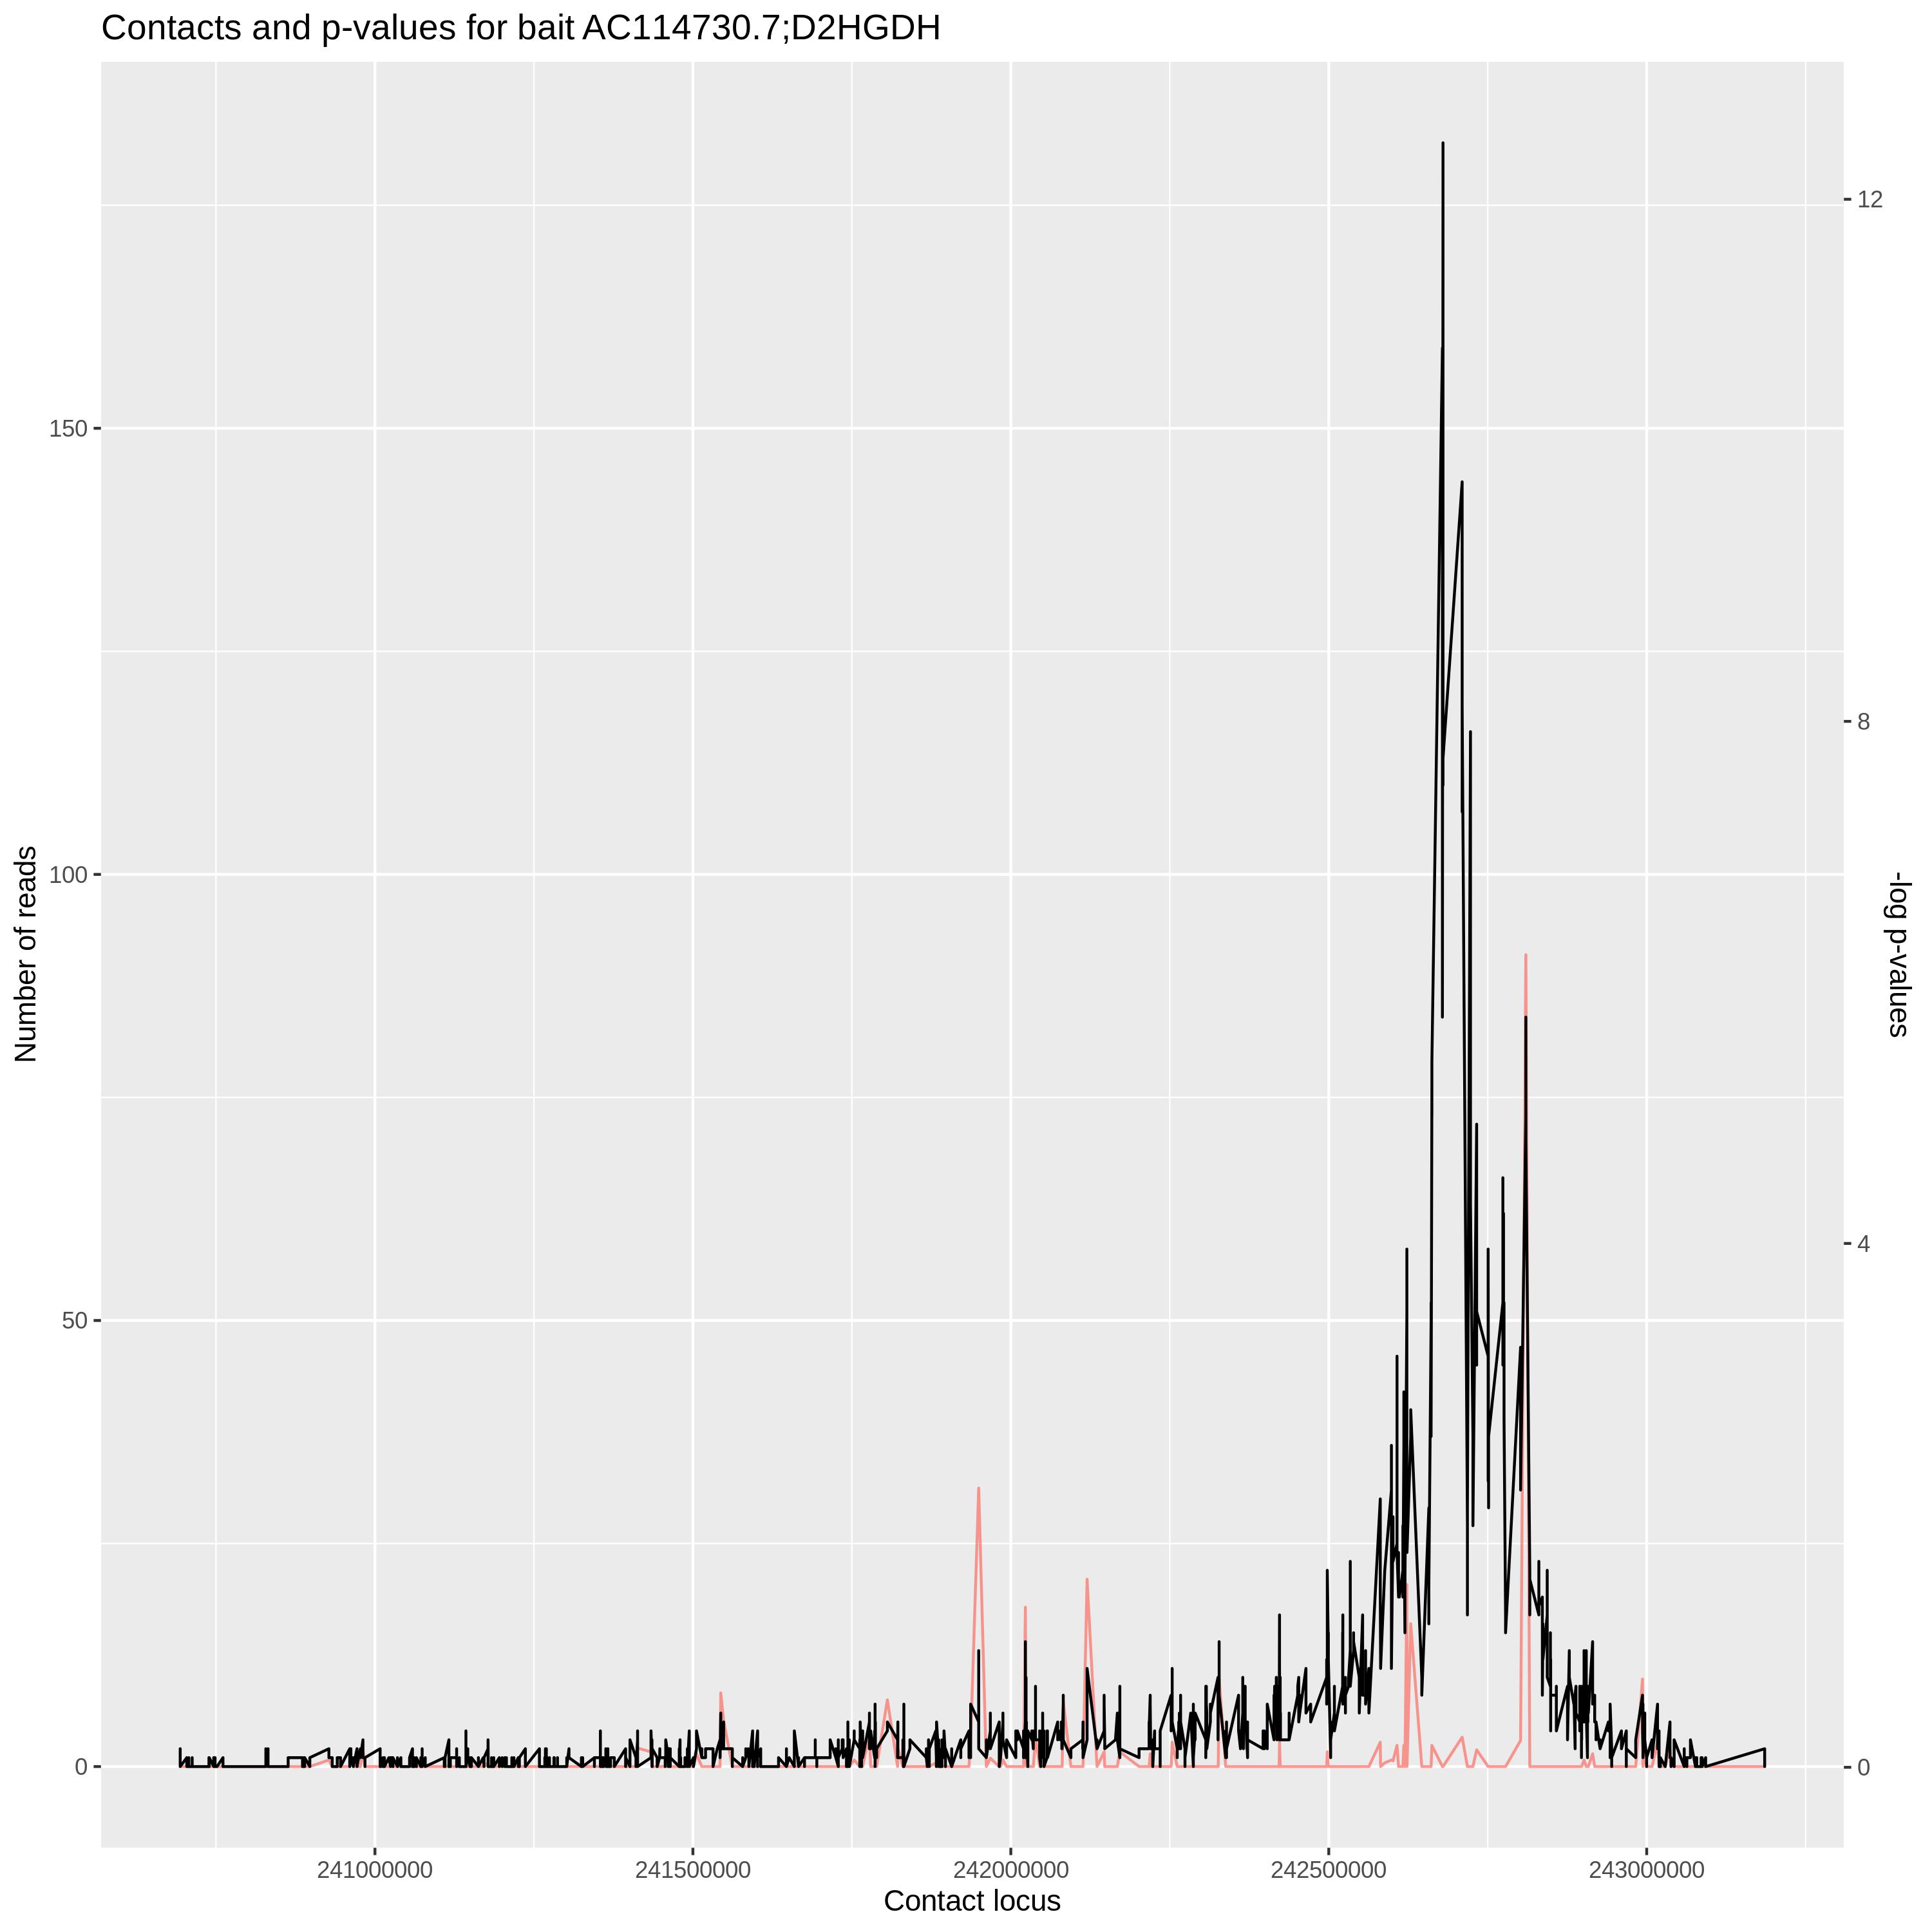 Contacts and p-values for bait AC114730.7;D2HGDH
Number of reads
150
100
50
0
12
8
4
0
-log p-values
241000000 241500000 242000000 242500000 243000000
Contact locus